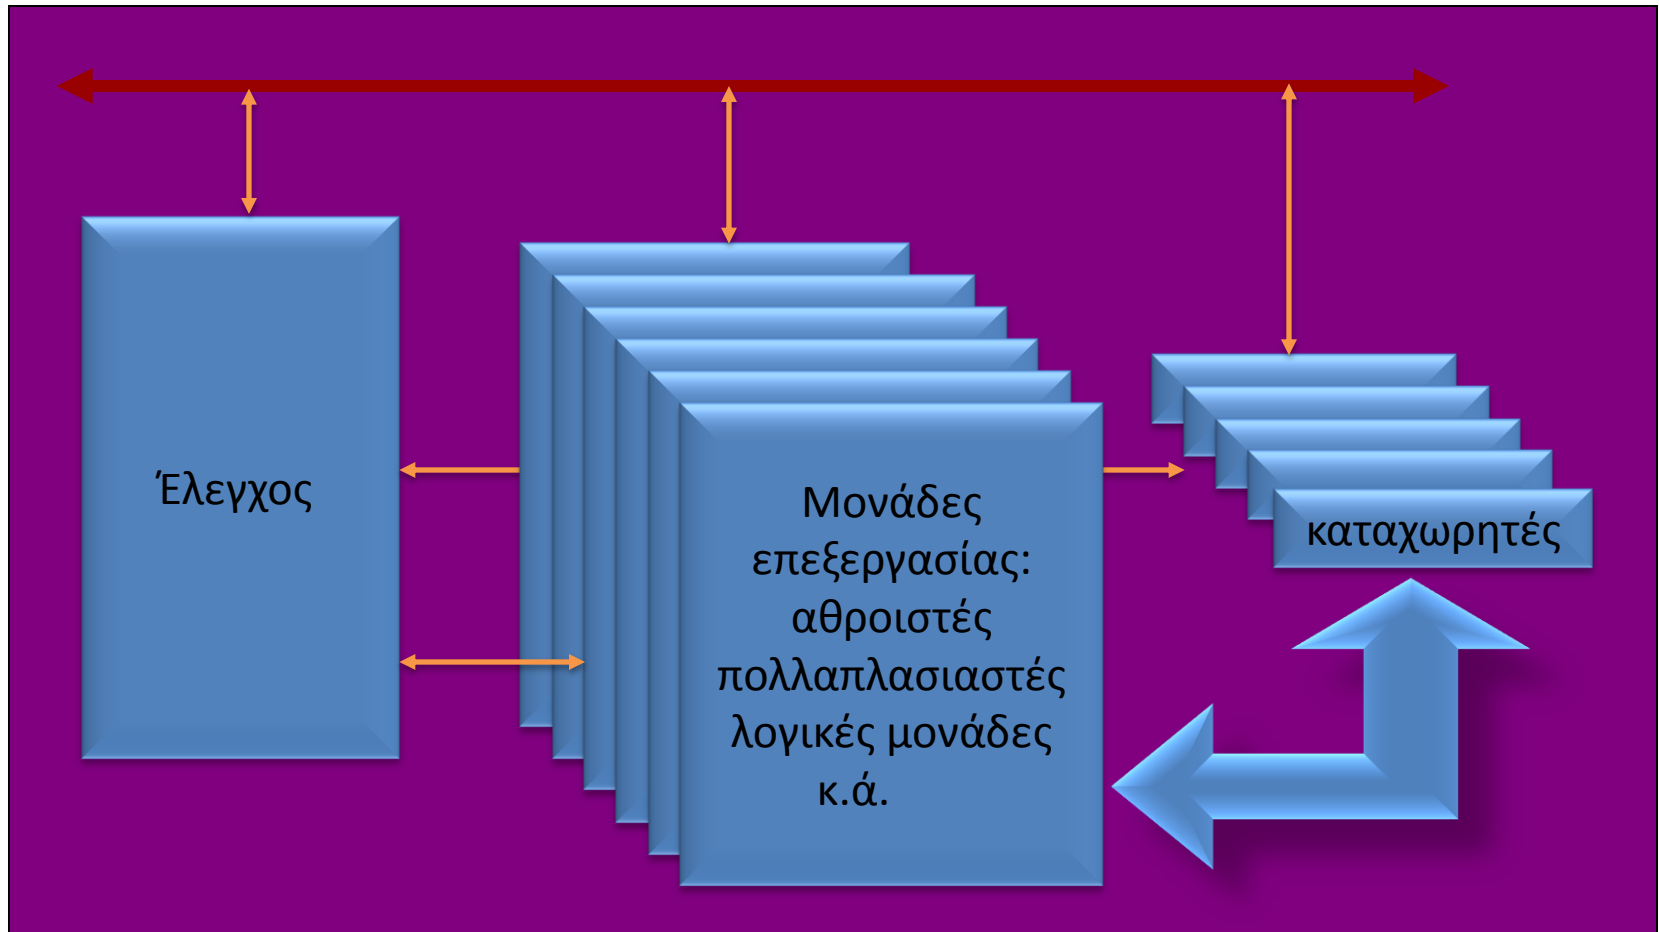 Έλεγχος
Μονάδες
επεξεργασίας:
αθροιστές
πολλαπλασιαστές
λογικές μονάδες
κ.ά.
καταχωρητές